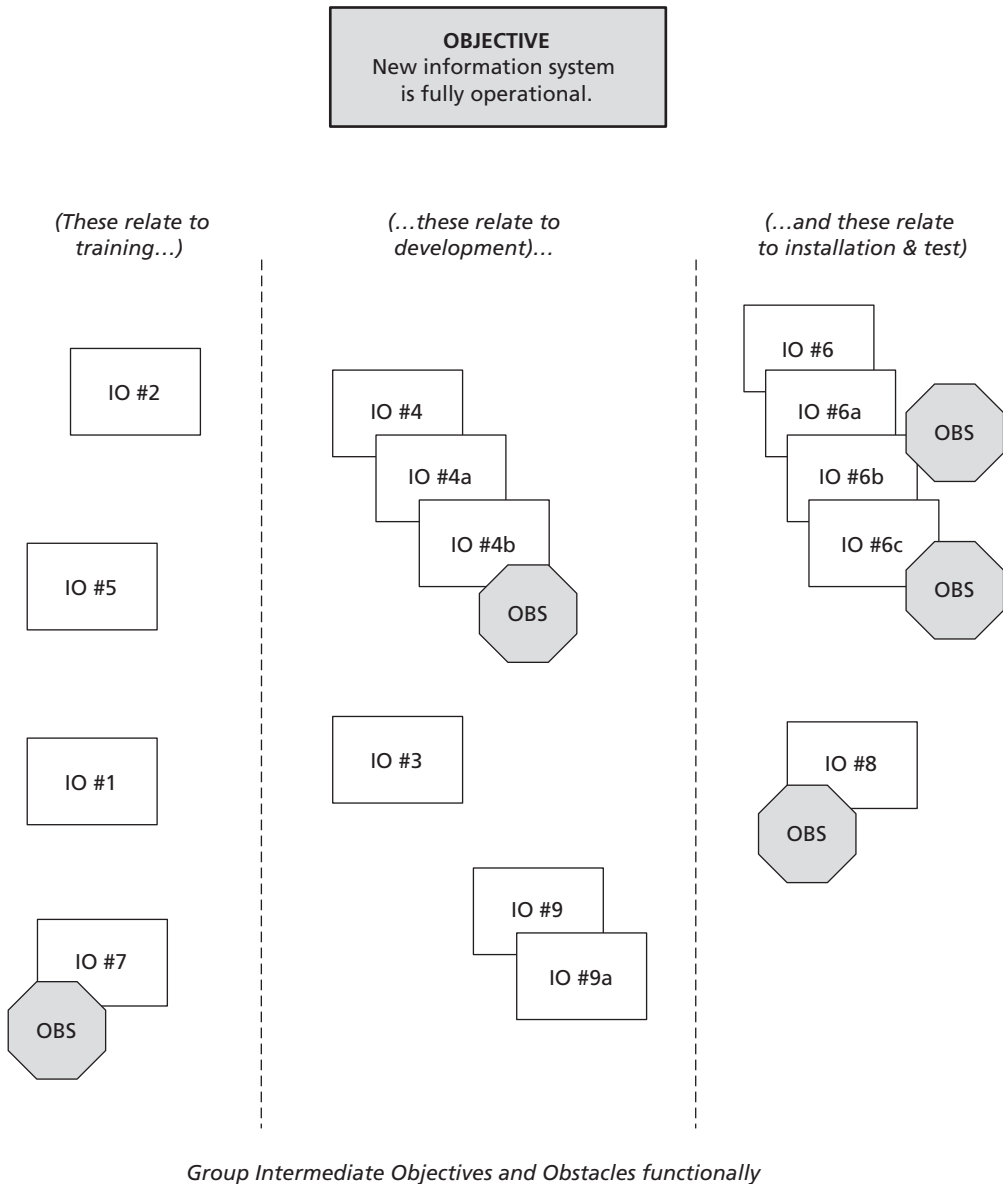 OBJECTIVE
New information system
is fully operational.
(These relate to
training…)
(…these relate to
development)…
(…and these relate
to installation & test)
IO #2
IO #5
IO #1
IO #7
OBS
IO #4
IO #4a
IO #4b
OBS
IO #3
IO #9
IO #9a
IO #6
IO #6a
OBS
IO #6b
IO #6c
OBS
IO #8
OBS
Group Intermediate Objectives and Obstacles functionally